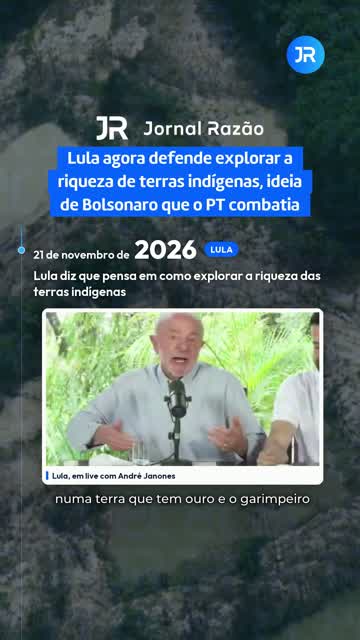 JR
JR Jornal Razão
Lula agora defende explorar a
riqueza de terras indígenas, ideia
de Bolsonaro que o PT combatia
21 de novembro de 2026 LULA
Lula diz que pensa em como explorar a riqueza das
terras indígenas
Lula, em live com André Janones
numa terra que tem ouro e o garimpeiro